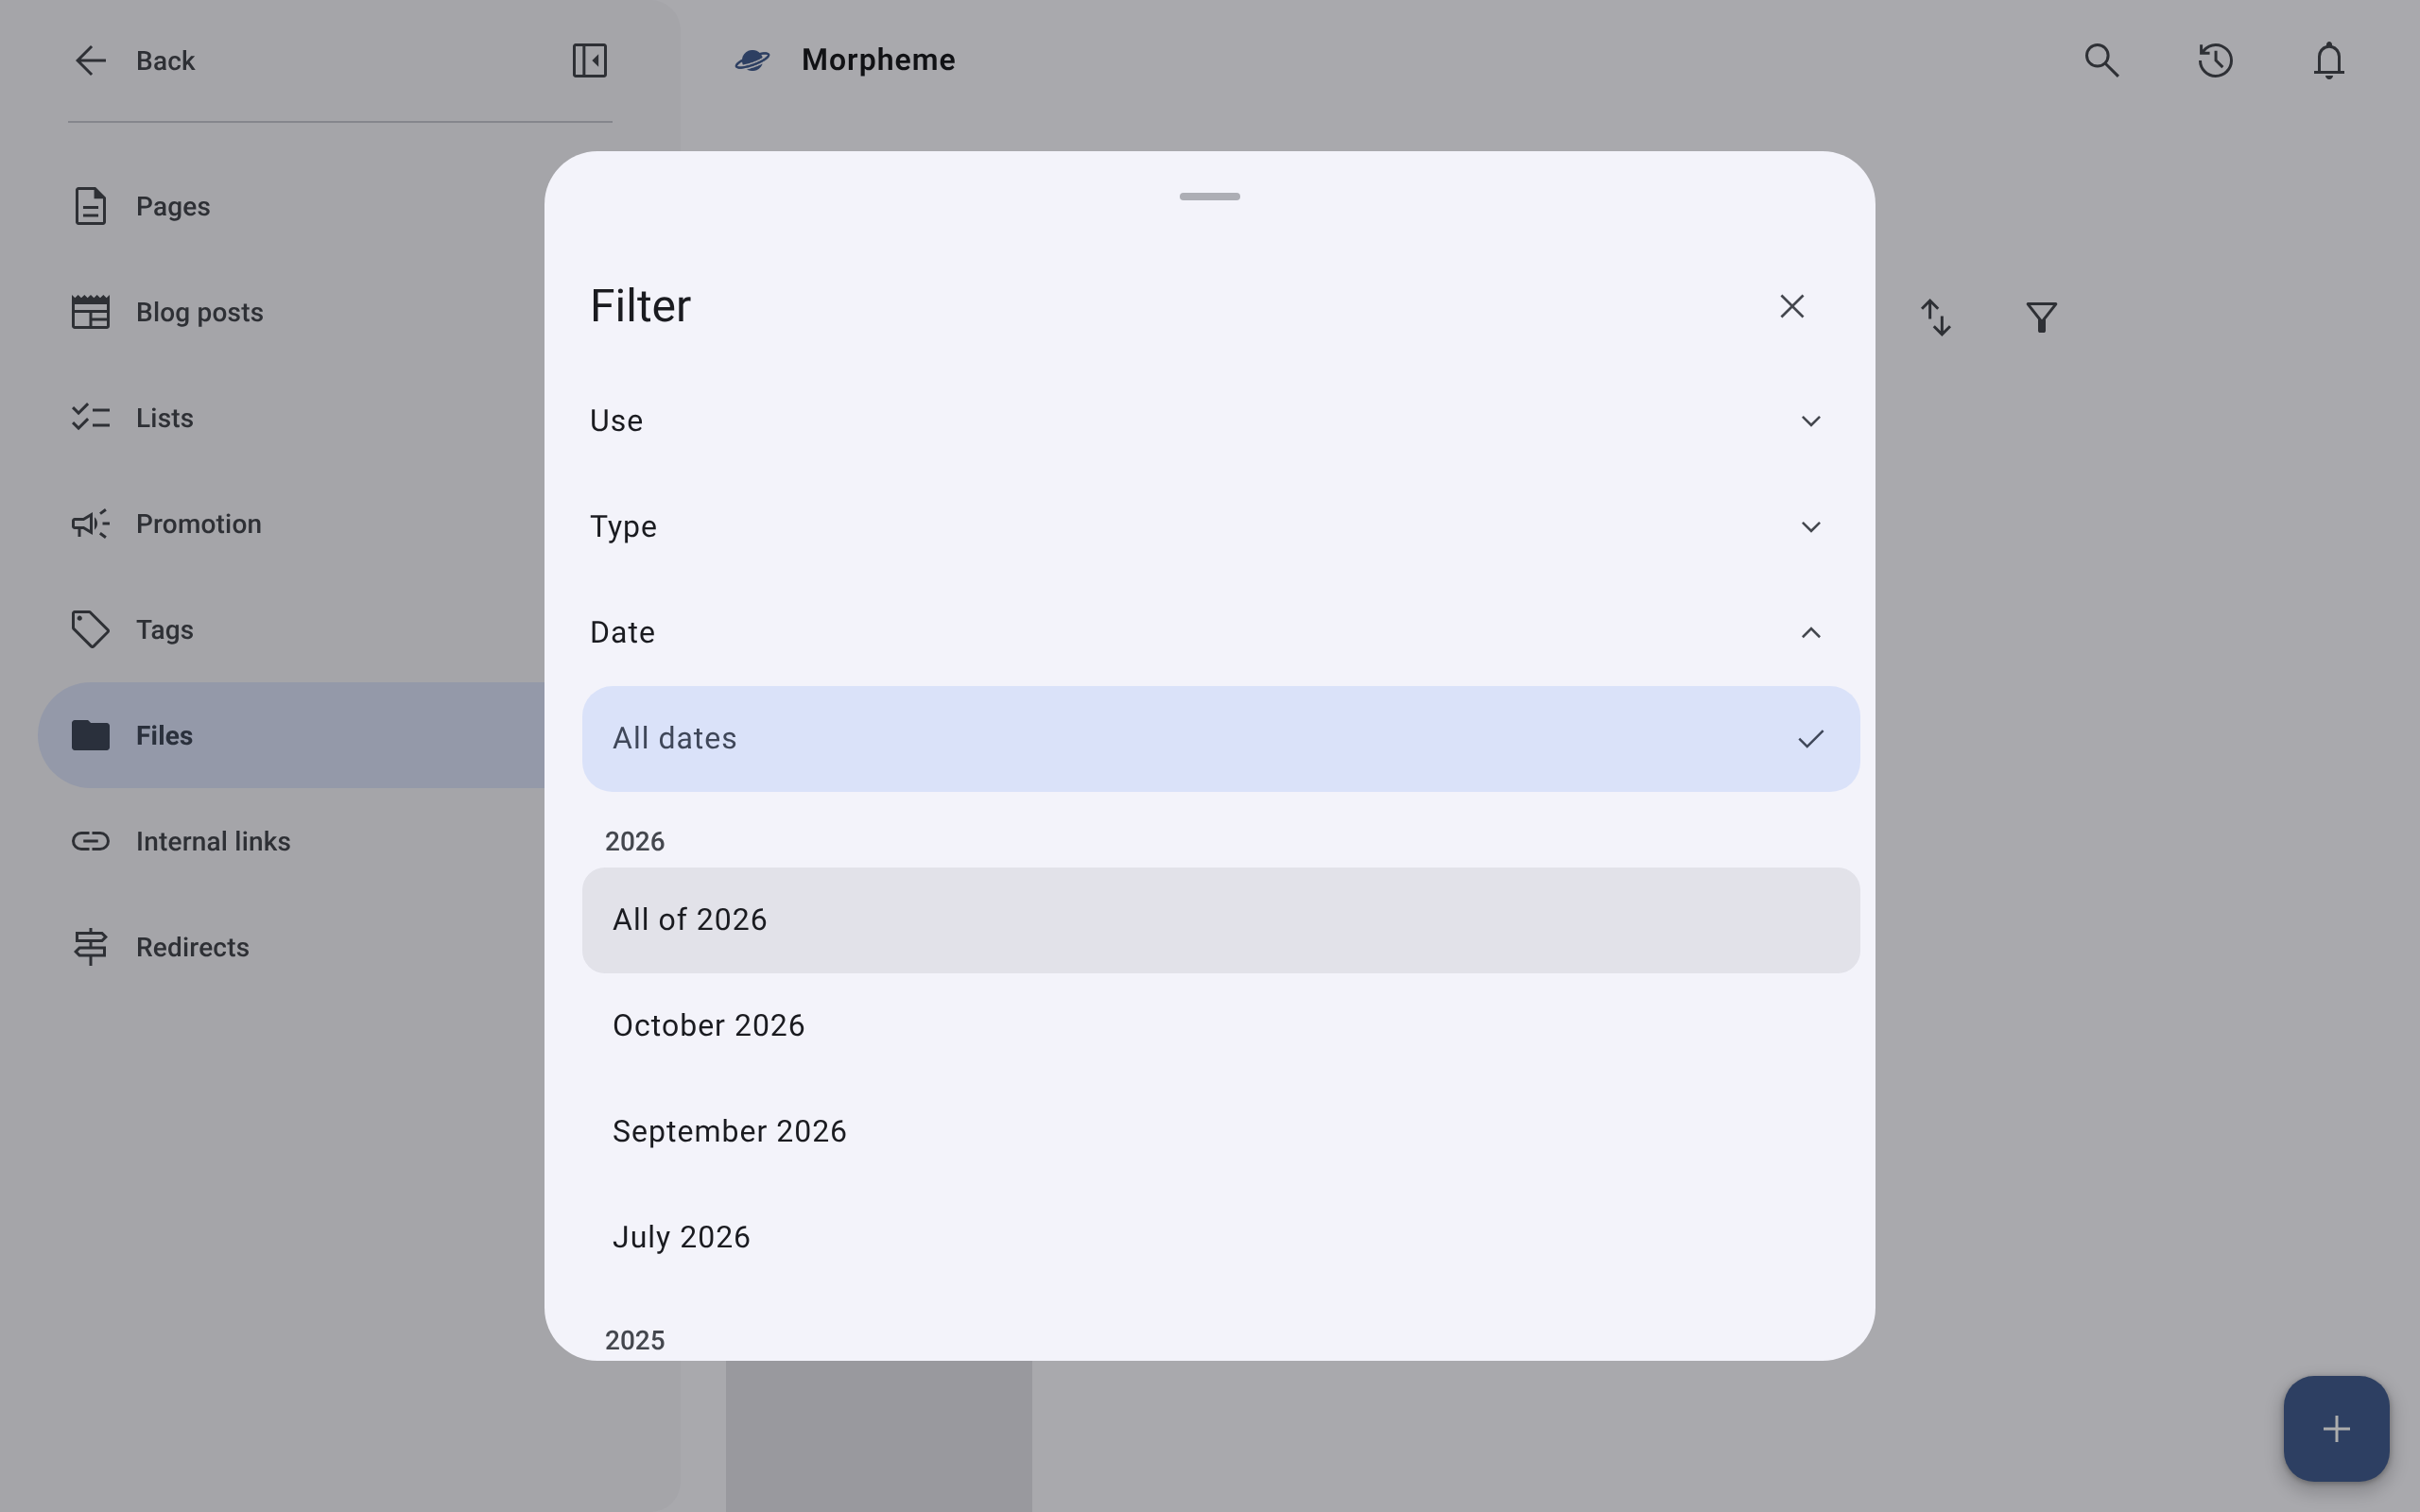 Back
Morpheme
Pages
Blog posts
Lists
Promotion
Tags
Files
Internal links
Redirects
Filter
Use
Type
Date
All dates
2026
All of 2026
October 2026
September 2026
July 2026
2025